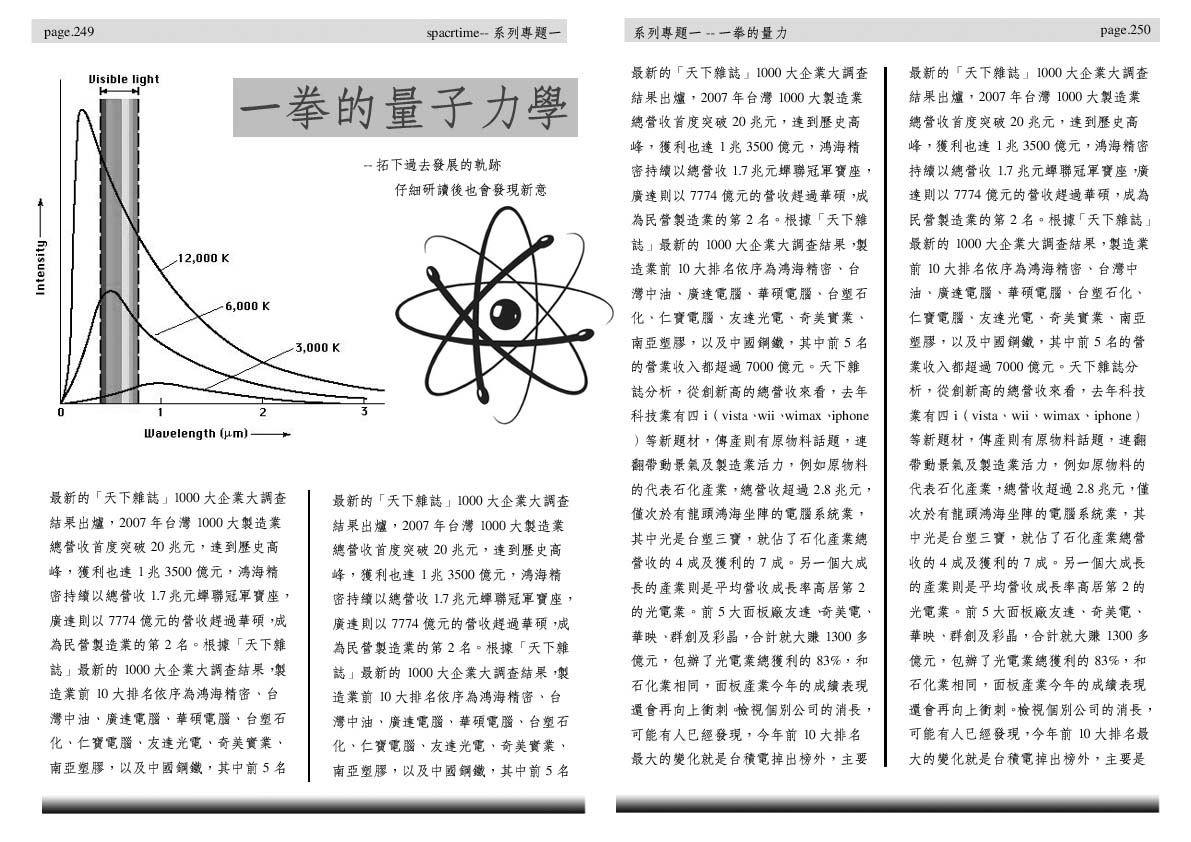 page.249
spacrtime-- 系列專題一
Visible light
一拳的量子力學
-- 拓下過去發展的軌跡
仔細研讀後也會發現新意
Intensity
12,000 K
6,000 K
3,000 K
0 1 2 3
Wavelength (μm)
最新的「天下雜誌」1000 大企業大調查
結果出爐，2007 年台灣 1000 大製造業
總營收首度突破 20 兆元，達到歷史高
峰，獲利也達 1 兆 3500 億元，鴻海精
密持續以總營收 1.7 兆元蟬聯冠軍寶座，
廣達則以 7774 億元的營收趕過華碩，成
為民營製造業的第 2 名。根據「天下雜
誌」最新的 1000 大企業大調查結果，製
造業前 10 大排名依序為鴻海精密、台
灣中油、廣達電腦、華碩電腦、台塑石
化、仁寶電腦、友達光電、奇美實業、
南亞塑膠，以及中國鋼鐵，其中前 5 名
最新的「天下雜誌」1000 大企業大調查
結果出爐，2007 年台灣 1000 大製造業
總營收首度突破 20 兆元，達到歷史高
峰，獲利也達 1 兆 3500 億元，鴻海精
密持續以總營收 1.7 兆元蟬聯冠軍寶座，
廣達則以 7774 億元的營收趕過華碩，成
為民營製造業的第 2 名。根據「天下雜
誌」最新的 1000 大企業大調查結果，製
造業前 10 大排名依序為鴻海精密、台
灣中油、廣達電腦、華碩電腦、台塑石
化、仁寶電腦、友達光電、奇美實業、
南亞塑膠，以及中國鋼鐵，其中前 5 名
系列專題一 -- 一拳的量力
page.250
最新的「天下雜誌」1000 大企業大調查
結果出爐，2007 年台灣 1000 大製造業
總營收首度突破 20 兆元，達到歷史高
峰，獲利也達 1 兆 3500 億元，鴻海精
密持續以總營收 1.7 兆元蟬聯冠軍寶座，
廣達則以 7774 億元的營收趕過華碩，成
為民營製造業的第 2 名。根據「天下雜
誌」最新的 1000 大企業大調查結果，製
造業前 10 大排名依序為鴻海精密、台
灣中油、廣達電腦、華碩電腦、台塑石
化、仁寶電腦、友達光電、奇美實業、
南亞塑膠，以及中國鋼鐵，其中前 5 名
的營業收入都超過 7000 億元。天下雜
誌分析，從創新高的總營收來看，去年
科技業有四 i（vista、wii、wimax、iphone
）等新題材，傳產則有原物料話題，連
翻帶動景氣及製造業活力，例如原物料
的代表石化產業，總營收超過 2.8 兆元，
僅次於有龍頭鴻海坐陣的電腦系統業，
其中光是台塑三寶，就佔了石化產業總
營收的 4 成及獲利的 7 成。另一個大成
長的產業則是平均營收成長率高居第 2
的光電業。前 5 大面板廠友達、奇美電、
華映、群創及彩晶，合計就大賺 1300 多
億元，包辦了光電業總獲利的 83%，和
石化業相同，面板產業今年的成績表現
還會再向上衝刺。檢視個別公司的消長，
可能有人已經發現，今年前 10 大排名
最大的變化就是台積電掉出榜外，主要
最新的「天下雜誌」1000 大企業大調查
結果出爐，2007 年台灣 1000 大製造業
總營收首度突破 20 兆元，達到歷史高
峰，獲利也達 1 兆 3500 億元，鴻海精密
持續以總營收 1.7 兆元蟬聯冠軍寶座，廣
達則以 7774 億元的營收趕過華碩，成為
民營製造業的第 2 名。根據「天下雜誌」
最新的 1000 大企業大調查結果，製造業
前 10 大排名依序為鴻海精密、台灣中
油、廣達電腦、華碩電腦、台塑石化、
仁寶電腦、友達光電、奇美實業、南亞
塑膠，以及中國鋼鐵，其中前 5 名的營
業收入都超過 7000 億元。天下雜誌分
析，從創新高的總營收來看，去年科技
業有四 i（vista、wii、wimax、iphone）
等新題材，傳產則有原物料話題，連翻
帶動景氣及製造業活力，例如原物料的
代表石化產業，總營收超過 2.8 兆元，僅
次於有龍頭鴻海坐陣的電腦系統業，其
中光是台塑三寶，就佔了石化產業總營
收的 4 成及獲利的 7 成。另一個大成長
的產業則是平均營收成長率高居第 2 的
光電業。前 5 大面板廠友達、奇美電、
華映、群創及彩晶，合計就大賺 1300 多
億元，包辦了光電業總獲利的 83%，和
石化業相同，面板產業今年的成績表現
還會再向上衝刺。檢視個別公司的消長，
可能有人已經發現，今年前 10 大排名最
大的變化就是台積電掉出榜外，主要是